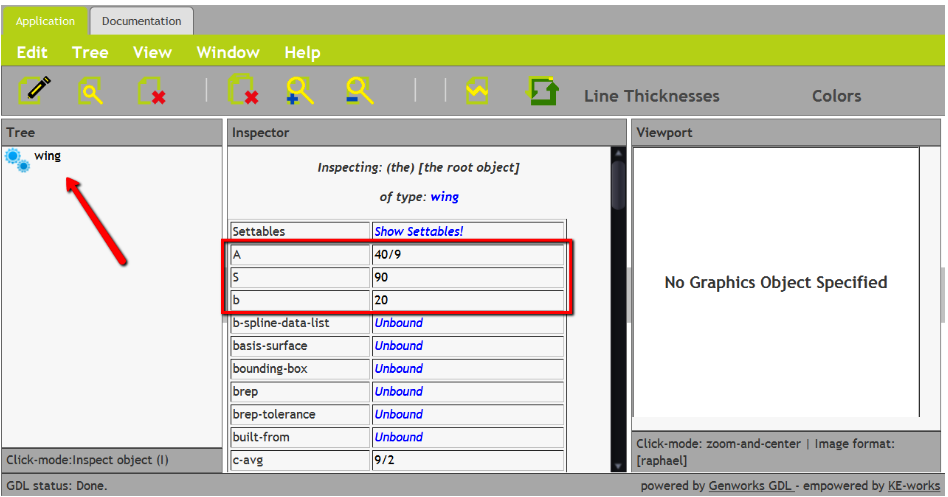 Application Documentation
Edit Tree View Window Help
Line Thicknesses Colors
Tree
wing
Click-mode:Inspect object (I)
Inspector
Inspecting: (the) [the root object]
of type: wing
Settables Show Settables!
A 40/9
S 90
b 20
b-spline-data-list Unbound
basis-surface Unbound
bounding-box Unbound
brep Unbound
brep-tolerance Unbound
built-from Unbound
c-avg 9/2
Viewport
No Graphics Object Specified
Click-mode: zoom-and-center | Image format:
[raphael]
GDL status: Done.
powered by Genworks GDL - empowered by KE-works